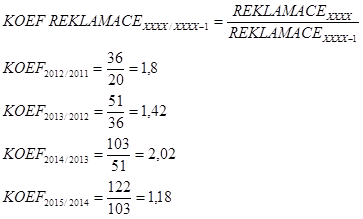 KOEF REKLAMACE_XXXX/XXXX−1 = REKLAMACE_XXXX / REKLAMACE_XXXX−1
KOEF_2012/2011 = 36/20 = 1,8
KOEF_2013/2012 = 51/36 = 1,42
KOEF_2014/2013 = 103/51 = 2,02
KOEF_2015/2014 = 122/103 = 1,18